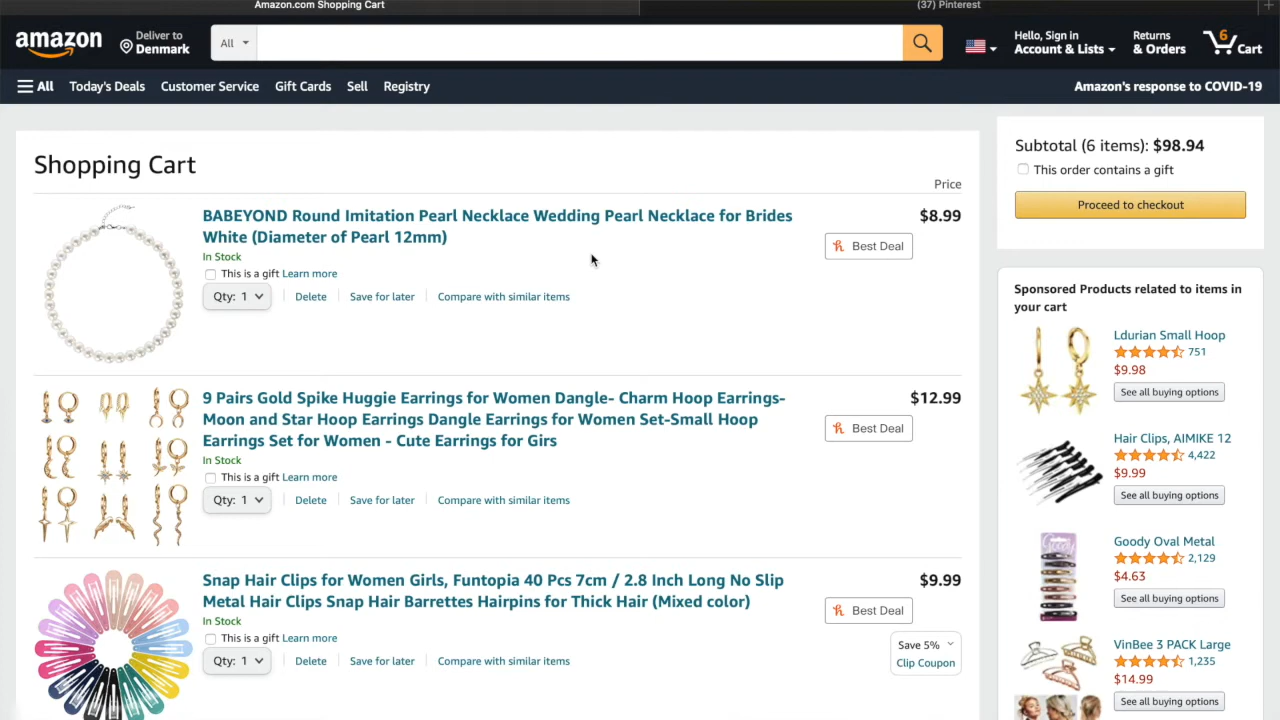 Amazon.com Shopping Cart
(37) Pinterest
amazon
Deliver to
Denmark
All
Hello, Sign in
Account & Lists
Returns
& Orders
6
Cart
All
Today's Deals
Customer Service
Gift Cards
Sell
Registry
Amazon's response to COVID-19
Shopping Cart
Price
BABEYOND Round Imitation Pearl Necklace Wedding Pearl Necklace for Brides
White (Diameter of Pearl 12mm)
$8.99
Best Deal
In Stock
This is a gift Learn more
Qty: 1
Delete
Save for later
Compare with similar items
9 Pairs Gold Spike Huggie Earrings for Women Dangle- Charm Hoop Earrings-
Moon and Star Hoop Earrings Dangle Earrings for Women Set-Small Hoop
Earrings Set for Women - Cute Earrings for Girs
$12.99
Best Deal
In Stock
This is a gift Learn more
Qty: 1
Delete
Save for later
Compare with similar items
Snap Hair Clips for Women Girls, Funtopia 40 Pcs 7cm / 2.8 Inch Long No Slip
Metal Hair Clips Snap Hair Barrettes Hairpins for Thick Hair (Mixed color)
$9.99
Best Deal
In Stock
This is a gift Learn more
Qty: 1
Delete
Save for later
Compare with similar items
Save 5%
Clip Coupon
Subtotal (6 items): $98.94
This order contains a gift
Proceed to checkout
Sponsored Products related to items in
your cart
Ldurian Small Hoop
751
$9.98
See all buying options
Hair Clips, AIMIKE 12
4,422
$9.99
See all buying options
Goody
Goody Oval Metal
2,129
$4.63
See all buying options
VinBee 3 PACK Large
1,235
$14.99
See all buying options